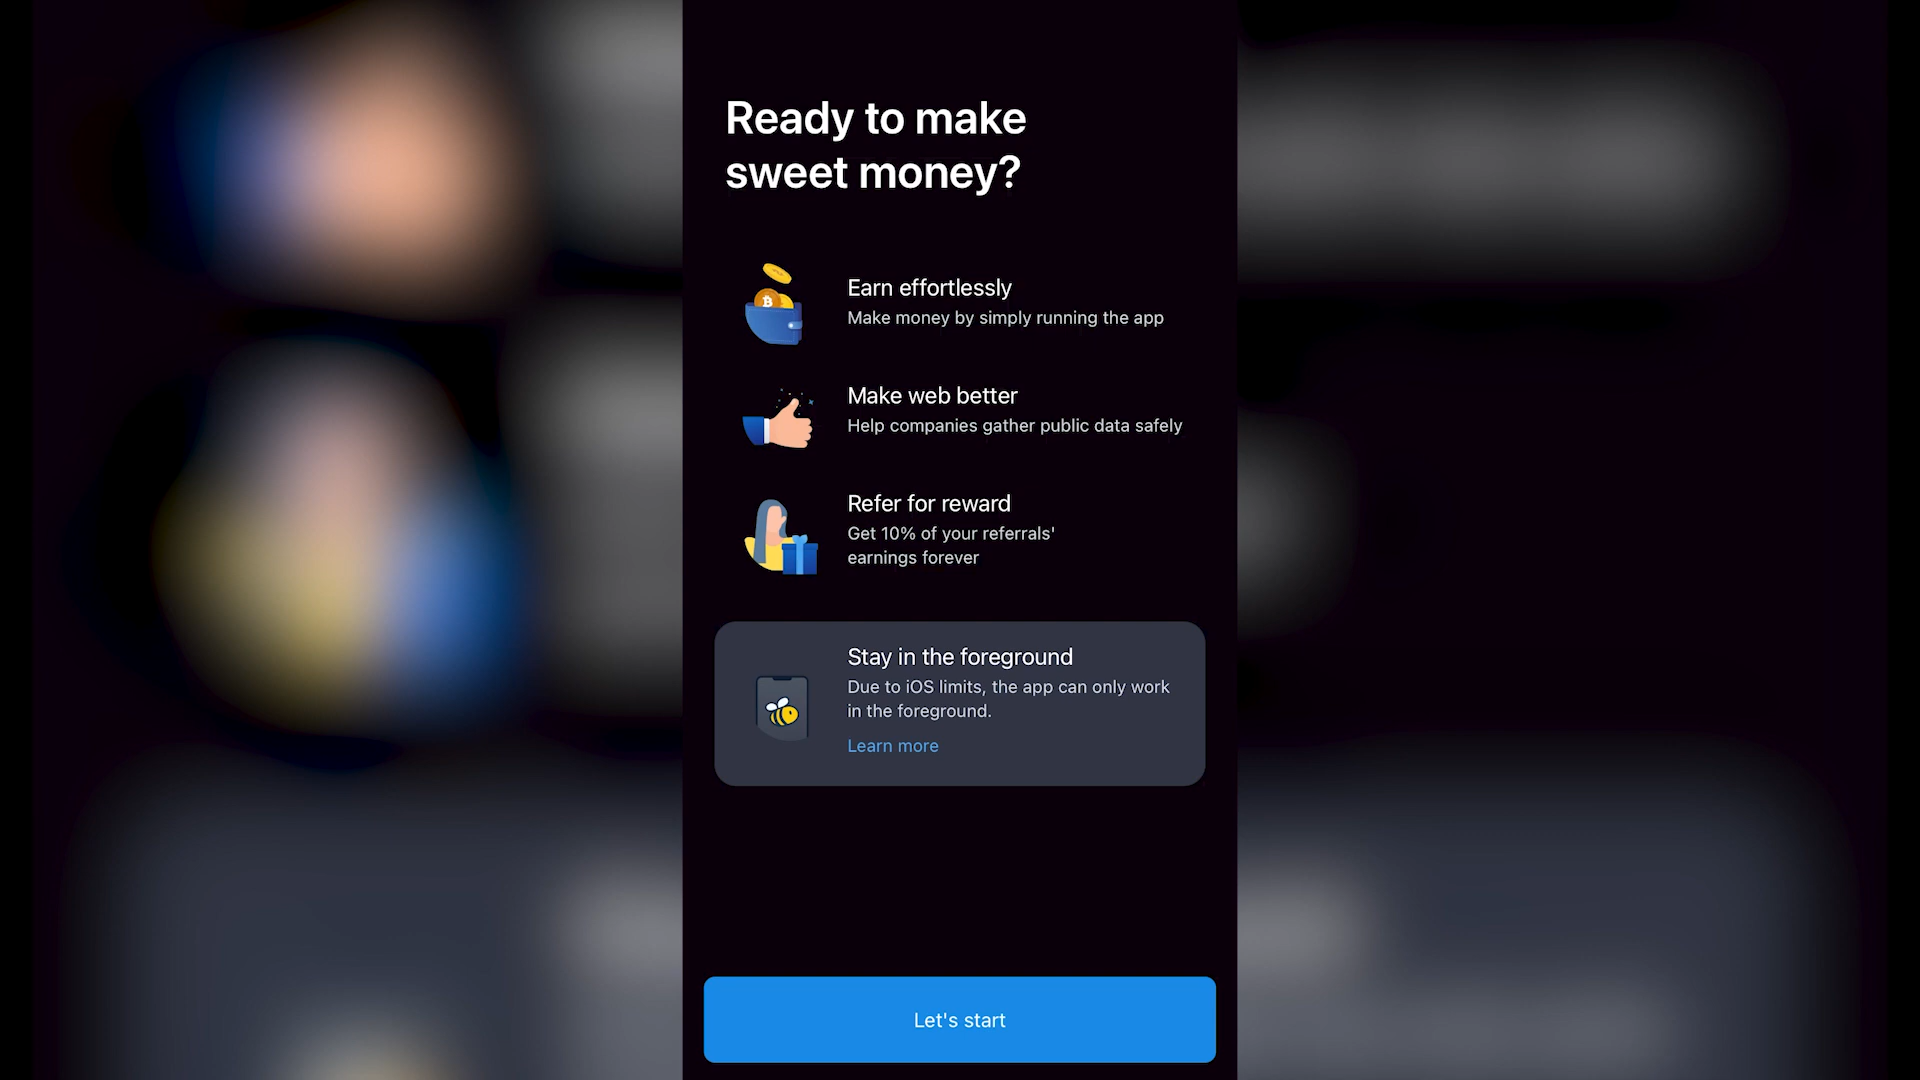 Ready to make
sweet money?
Earn effortlessly
Make money by simply running the app
Make web better
Help companies gather public data safely
Refer for reward
Get 10% of your referrals'
earnings forever
Stay in the foreground
Due to iOS limits, the app can only work
in the foreground.
Learn more
Let's start